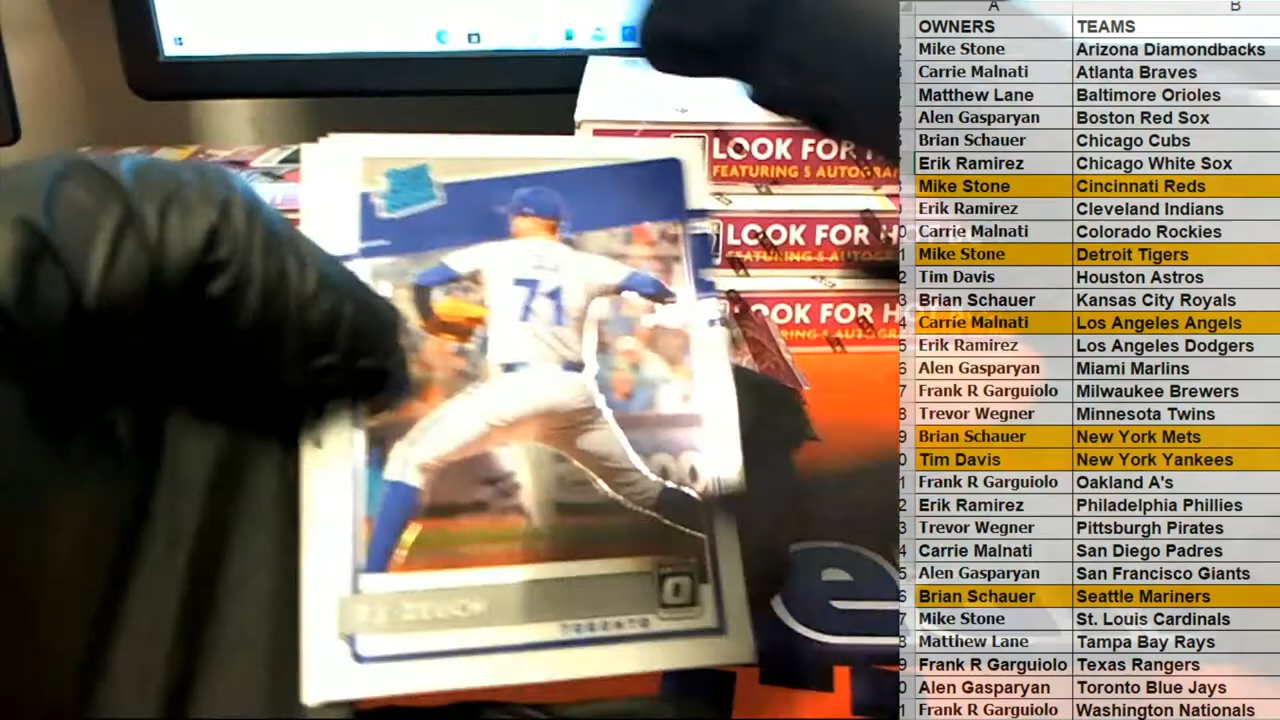 A B
OWNERS TEAMS
Mike Stone Arizona Diamondbacks
Carrie Malnati Atlanta Braves
Matthew Lane Baltimore Orioles
Alen Gasparyan Boston Red Sox
Brian Schauer Chicago Cubs
Erik Ramirez Chicago White Sox
Mike Stone Cincinnati Reds
Erik Ramirez Cleveland Indians
Carrie Malnati Colorado Rockies
Mike Stone Detroit Tigers
Tim Davis Houston Astros
Brian Schauer Kansas City Royals
Carrie Malnati Los Angeles Angels
Erik Ramirez Los Angeles Dodgers
Alen Gasparyan Miami Marlins
Frank R Garguiolo Milwaukee Brewers
Trevor Wegner Minnesota Twins
Brian Schauer New York Mets
Tim Davis New York Yankees
Frank R Garguiolo Oakland A's
Erik Ramirez Philadelphia Phillies
Trevor Wegner Pittsburgh Pirates
Carrie Malnati San Diego Padres
Alen Gasparyan San Francisco Giants
Brian Schauer Seattle Mariners
Mike Stone St. Louis Cardinals
Matthew Lane Tampa Bay Rays
Frank R Garguiolo Texas Rangers
Alen Gasparyan Toronto Blue Jays
Frank R Garguiolo Washington Nationals
LOOK FOR
FEATURING 5 AUTOGRA
LOOK FOR H
FEATURING 5 AUTOGRA
LOOK FOR HO
RING 5 AUTOGRA
71
ZEUCH
TORONTO